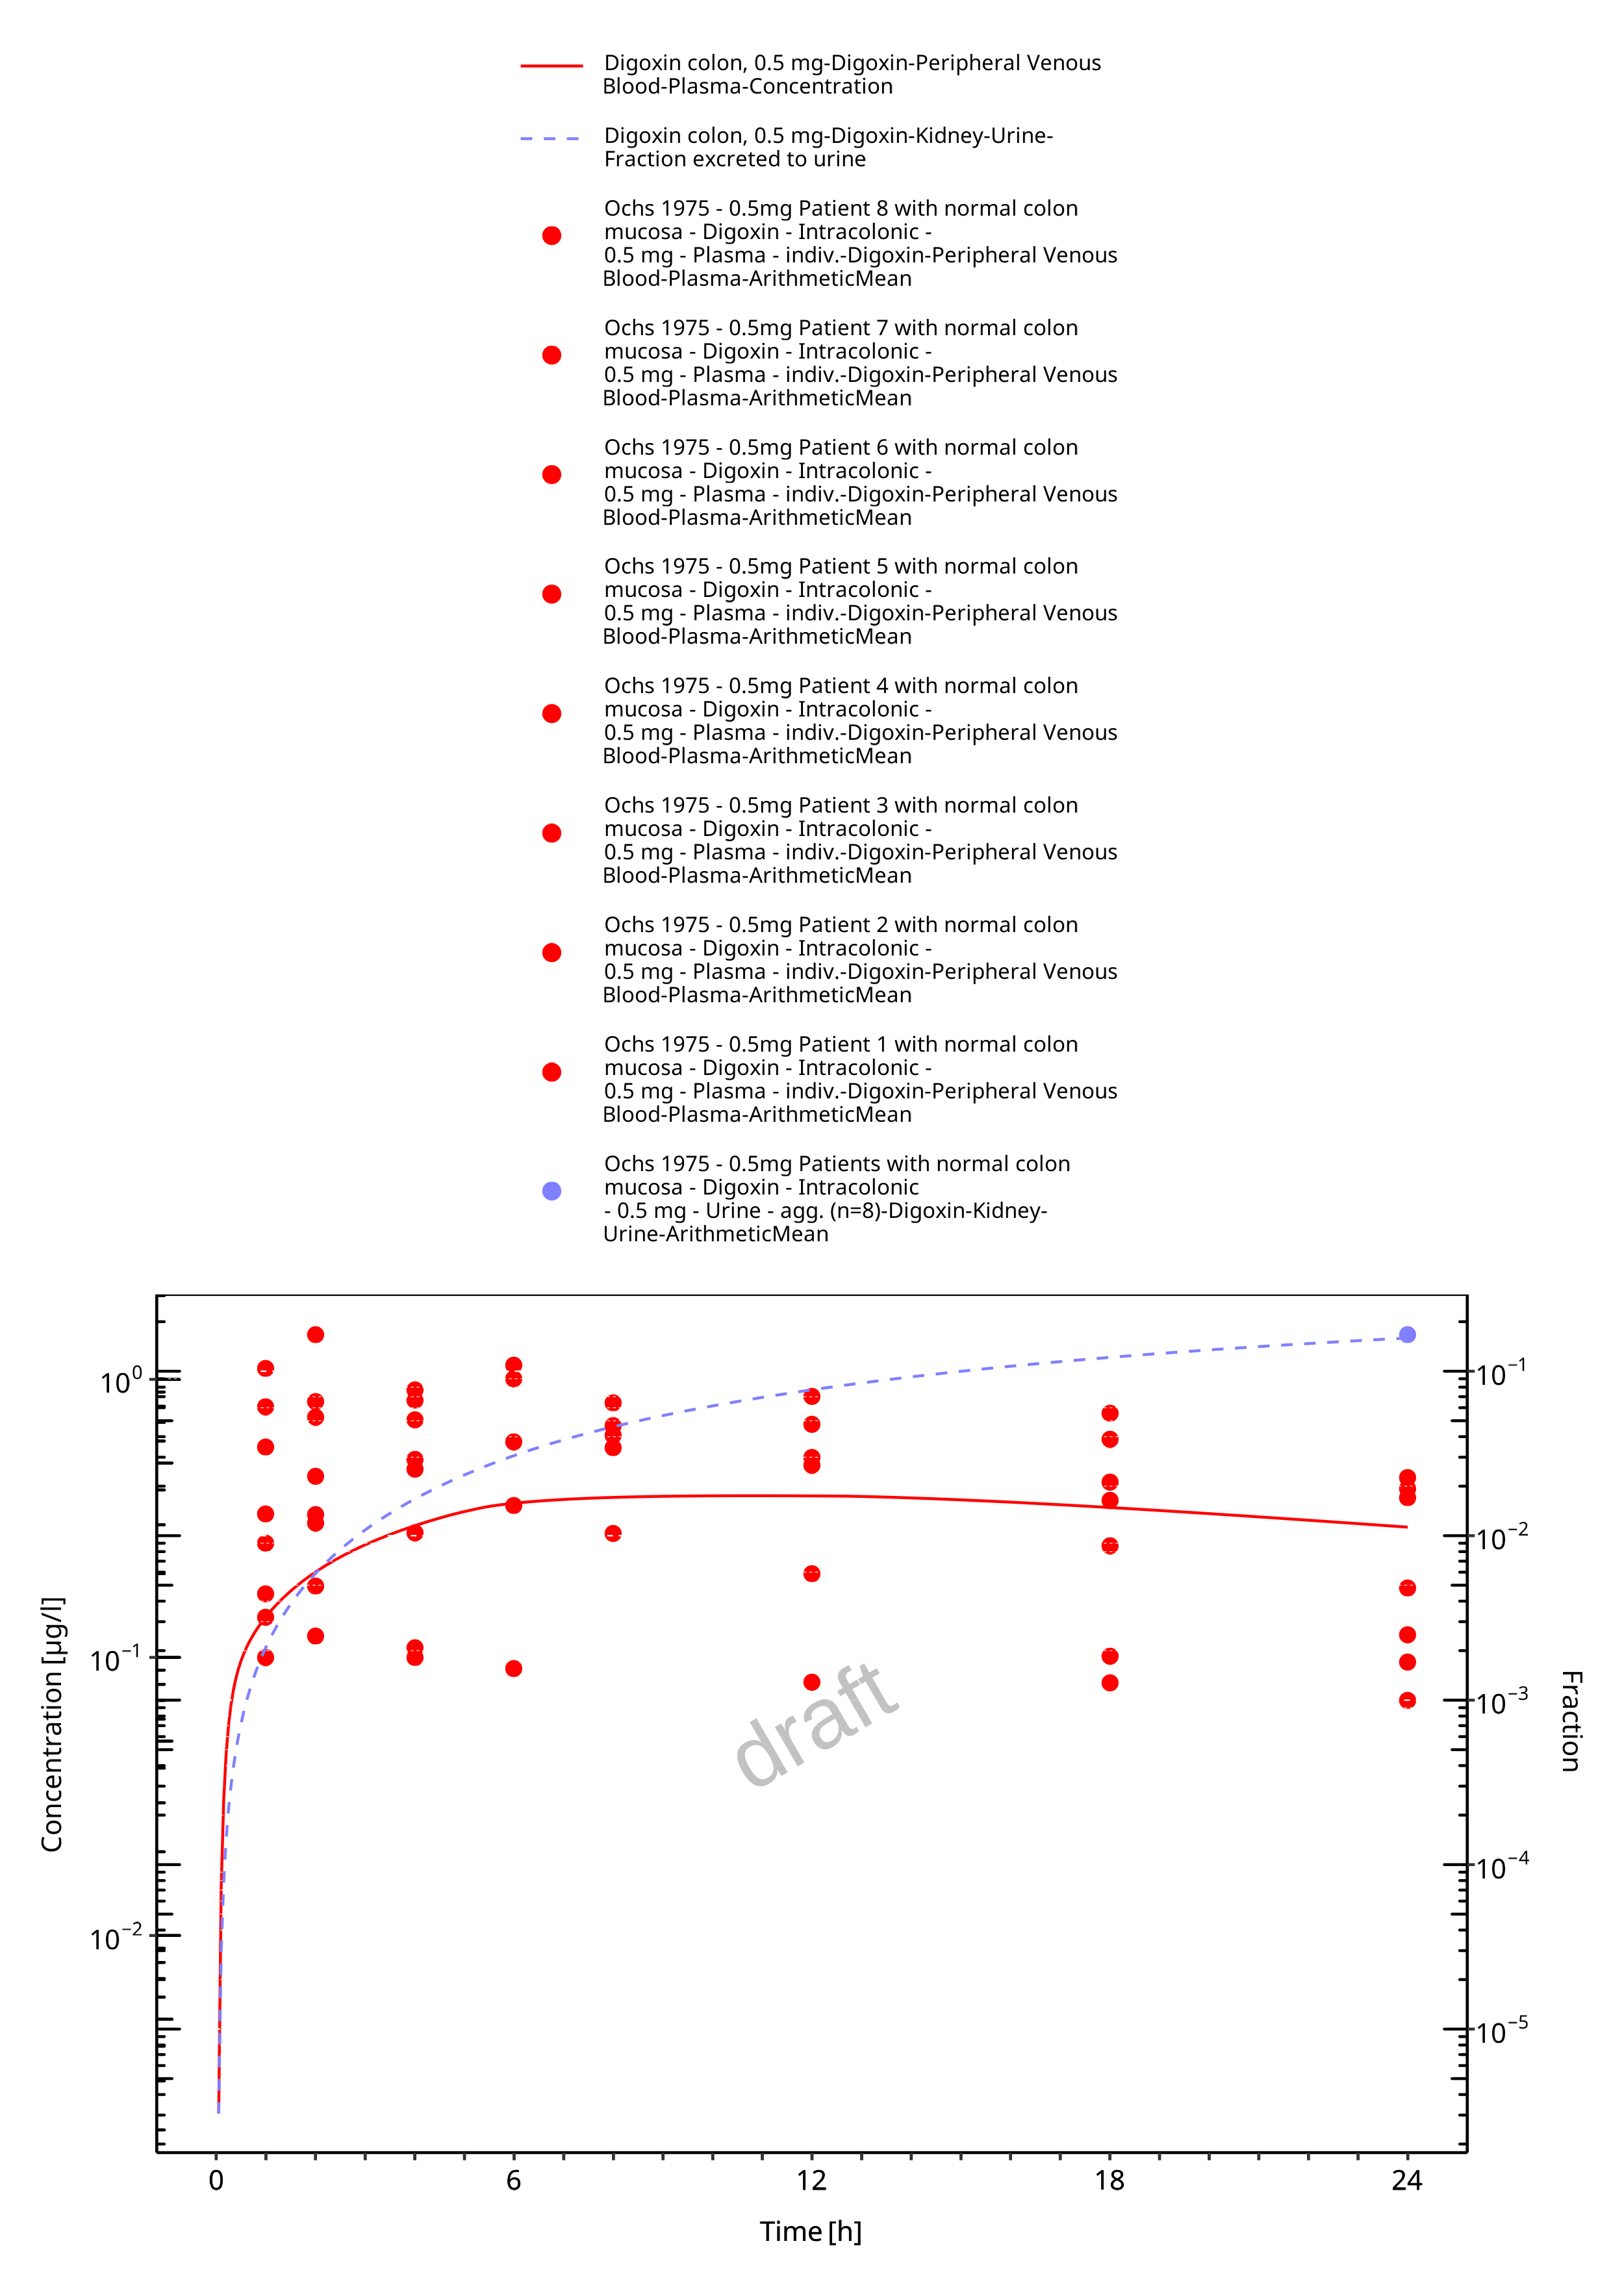 Digoxin colon, 0.5 mg-Digoxin-Peripheral Venous
Blood-Plasma-Concentration
Digoxin colon, 0.5 mg-Digoxin-Kidney-Urine-
Fraction excreted to urine
Ochs 1975 - 0.5mg Patient 8 with normal colon
mucosa - Digoxin - Intracolonic -
0.5 mg - Plasma - indiv.-Digoxin-Peripheral Venous
Blood-Plasma-ArithmeticMean
Ochs 1975 - 0.5mg Patient 7 with normal colon
mucosa - Digoxin - Intracolonic -
0.5 mg - Plasma - indiv.-Digoxin-Peripheral Venous
Blood-Plasma-ArithmeticMean
Ochs 1975 - 0.5mg Patient 6 with normal colon
mucosa - Digoxin - Intracolonic -
0.5 mg - Plasma - indiv.-Digoxin-Peripheral Venous
Blood-Plasma-ArithmeticMean
Ochs 1975 - 0.5mg Patient 5 with normal colon
mucosa - Digoxin - Intracolonic -
0.5 mg - Plasma - indiv.-Digoxin-Peripheral Venous
Blood-Plasma-ArithmeticMean
Ochs 1975 - 0.5mg Patient 4 with normal colon
mucosa - Digoxin - Intracolonic -
0.5 mg - Plasma - indiv.-Digoxin-Peripheral Venous
Blood-Plasma-ArithmeticMean
Ochs 1975 - 0.5mg Patient 3 with normal colon
mucosa - Digoxin - Intracolonic -
0.5 mg - Plasma - indiv.-Digoxin-Peripheral Venous
Blood-Plasma-ArithmeticMean
Ochs 1975 - 0.5mg Patient 2 with normal colon
mucosa - Digoxin - Intracolonic -
0.5 mg - Plasma - indiv.-Digoxin-Peripheral Venous
Blood-Plasma-ArithmeticMean
Ochs 1975 - 0.5mg Patient 1 with normal colon
mucosa - Digoxin - Intracolonic -
0.5 mg - Plasma - indiv.-Digoxin-Peripheral Venous
Blood-Plasma-ArithmeticMean
Ochs 1975 - 0.5mg Patients with normal colon
mucosa - Digoxin - Intracolonic
- 0.5 mg - Urine - agg. (n=8)-Digoxin-Kidney-
Urine-ArithmeticMean
Concentration [µg/l]
10⁰
10⁻¹
10⁻²
draft
10⁻¹
10⁻²
10⁻³
10⁻⁴
10⁻⁵
Fraction
0 6 12 18 24
Time [h]